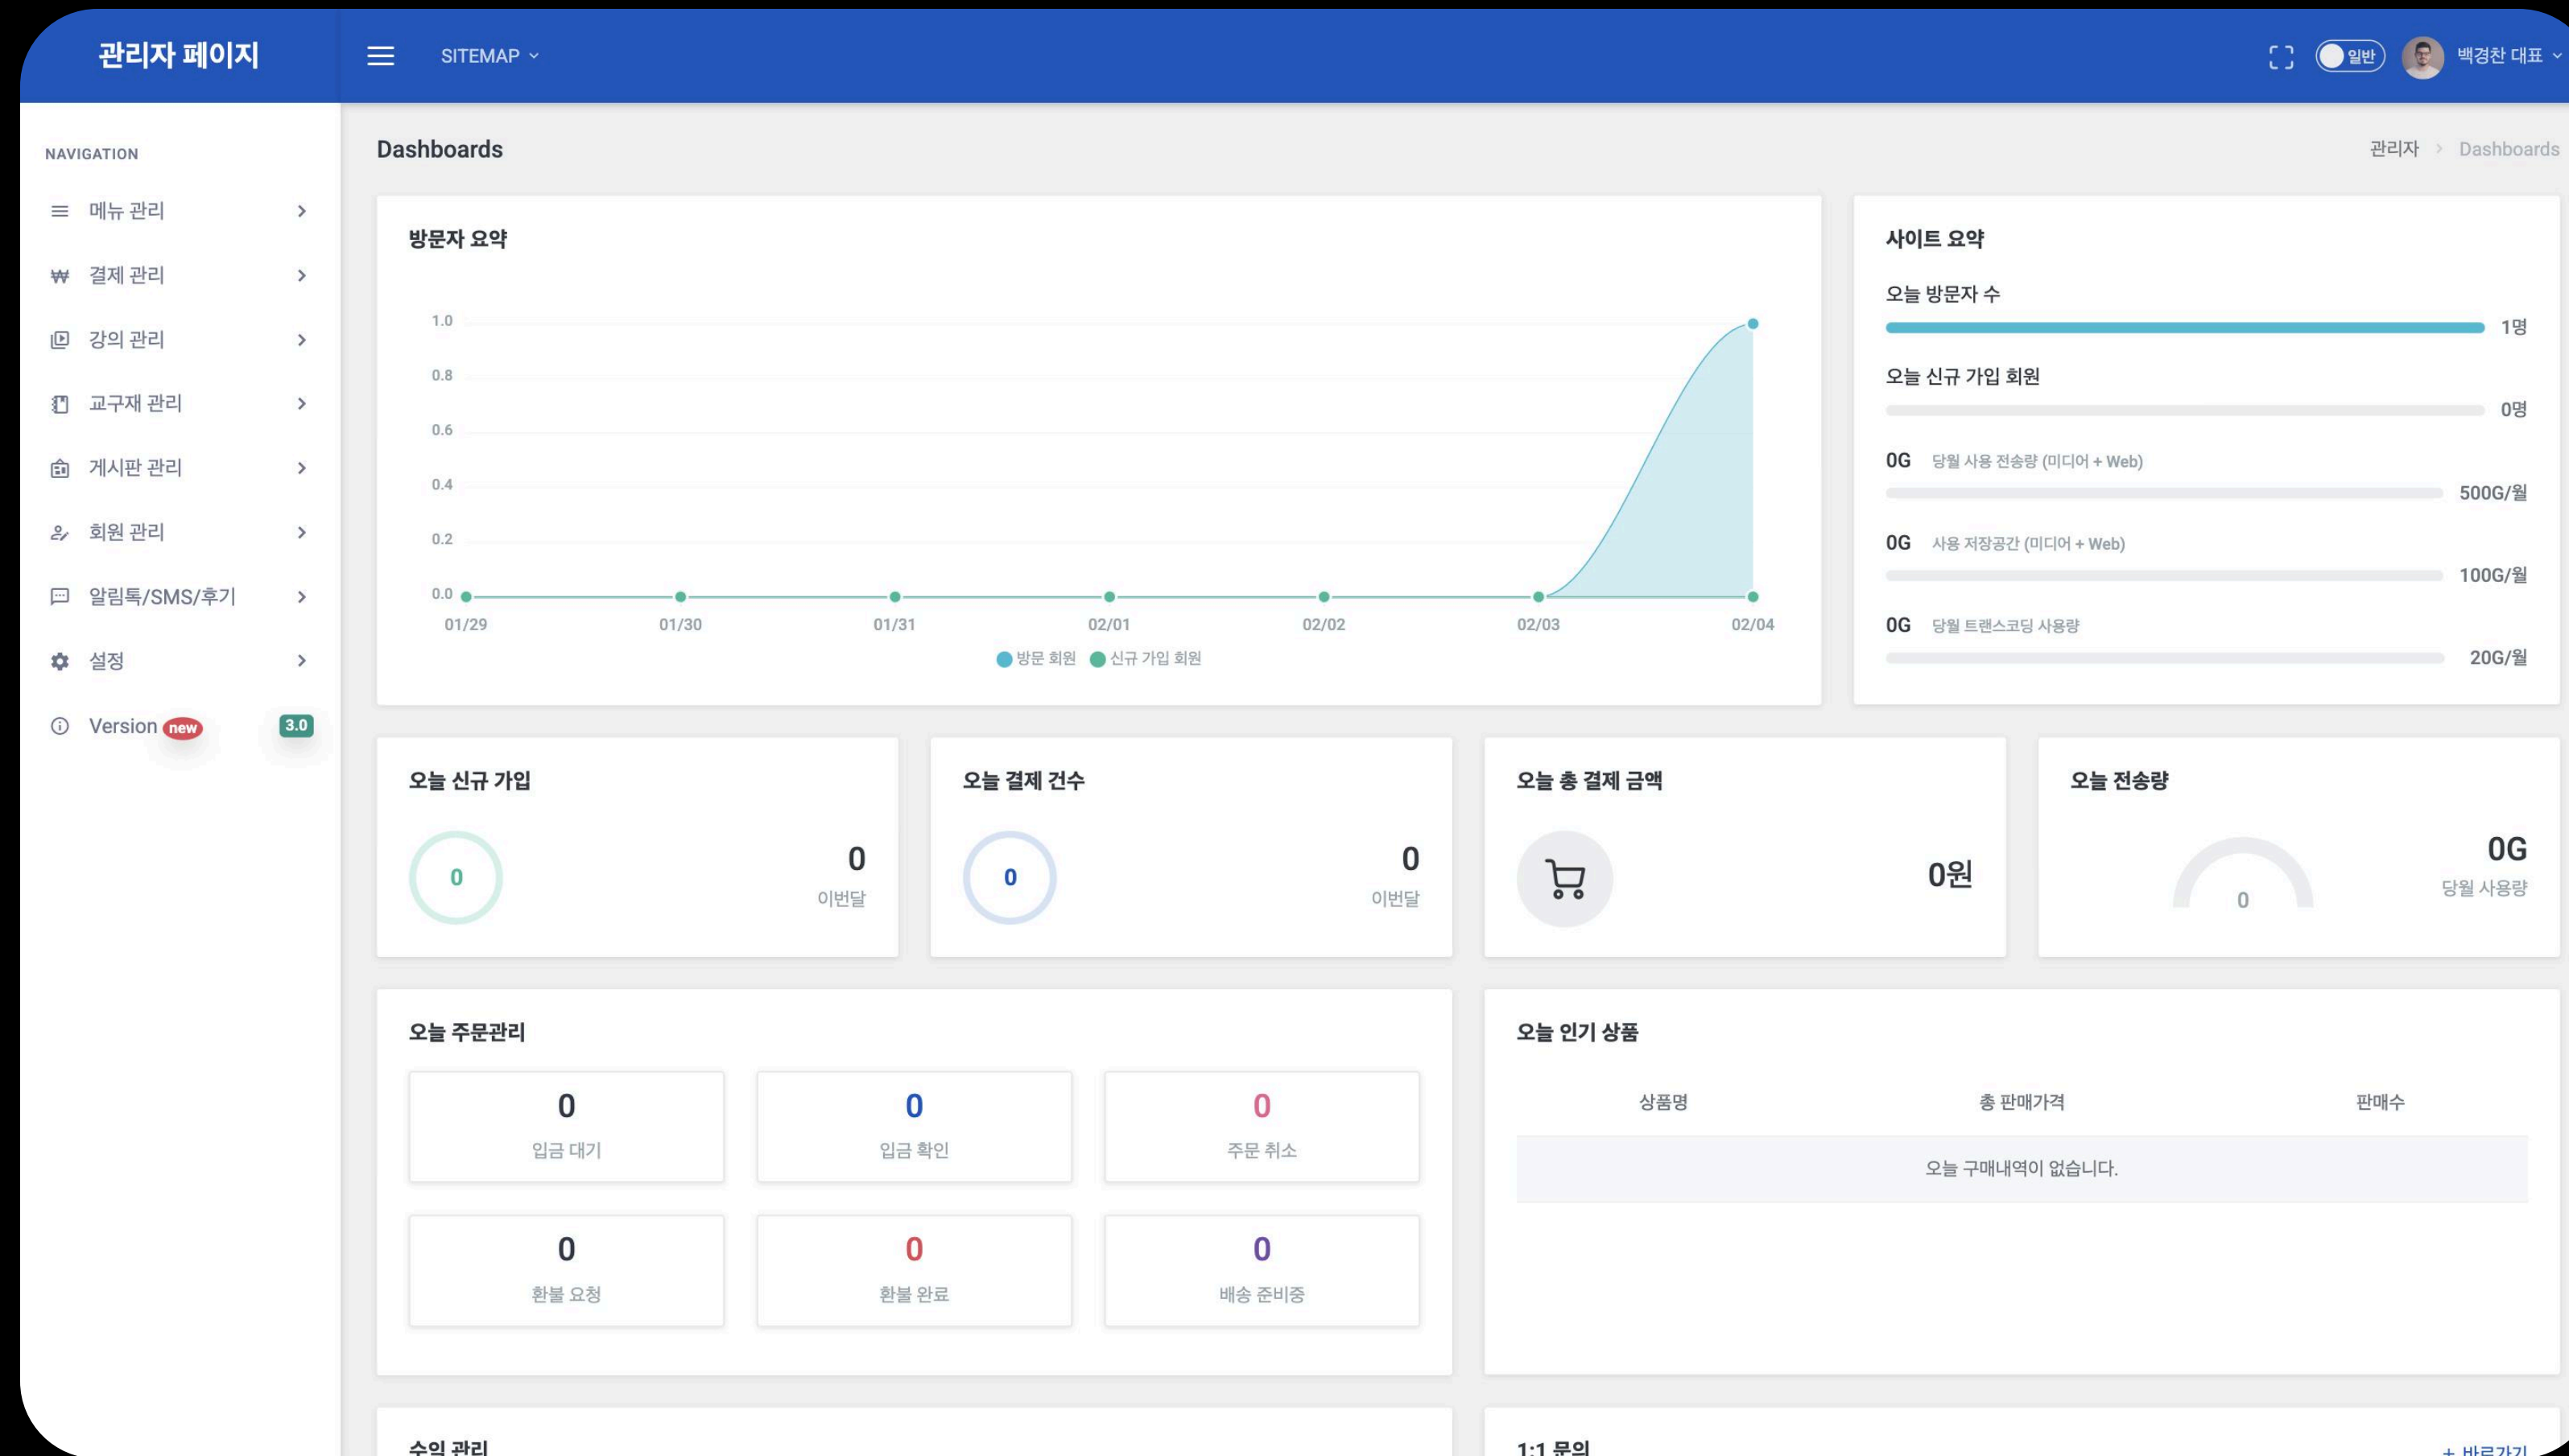 관리자 페이지
SITEMAP
일반
백경찬 대표
NAVIGATION
메뉴 관리
결제 관리
강의 관리
교구재 관리
게시판 관리
회원 관리
알림톡/SMS/후기
설정
Version new 3.0
Dashboards
관리자 > Dashboards
방문자 요약
1.0
0.8
0.6
0.4
0.2
0.0
01/29 01/30 01/31 02/01 02/02 02/03 02/04
방문 회원 신규 가입 회원
사이트 요약
오늘 방문자 수
1명
오늘 신규 가입 회원
0명
0G 당월 사용 전송량 (미디어 + Web)
500G/월
0G 사용 저장공간 (미디어 + Web)
100G/월
0G 당월 트랜스코딩 사용량
20G/월
오늘 신규 가입
0
0
이번달
오늘 결제 건수
0
0
이번달
오늘 총 결제 금액
0원
오늘 전송량
0
0G
당월 사용량
오늘 주문관리
0
입금 대기
0
입금 확인
0
주문 취소
0
환불 요청
0
환불 완료
0
배송 준비중
오늘 인기 상품
상품명 총 판매가격 판매수
오늘 구매내역이 없습니다.
수익 관리
1:1 문의
+ 바로가기